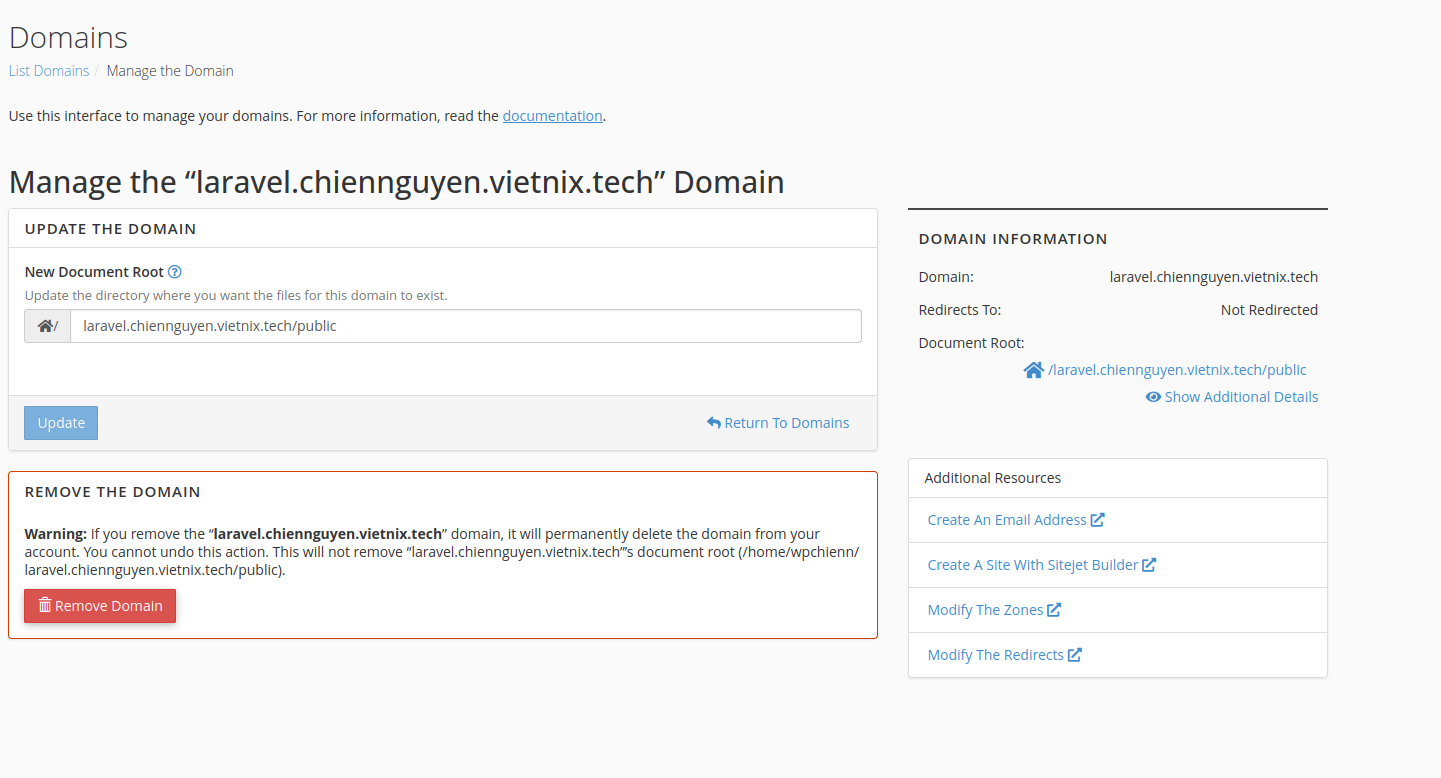 Domains
List Domains / Manage the Domain
Use this interface to manage your domains. For more information, read the documentation.
Manage the “laravel.chiennguyen.vietnix.tech” Domain
UPDATE THE DOMAIN
New Document Root
Update the directory where you want the files for this domain to exist.
/ laravel.chiennguyen.vietnix.tech/public
Update
Return To Domains
REMOVE THE DOMAIN
Warning: If you remove the “laravel.chiennguyen.vietnix.tech” domain, it will permanently delete the domain from your
account. You cannot undo this action. This will not remove “laravel.chiennguyen.vietnix.tech”’s document root (/home/wpchienn/
laravel.chiennguyen.vietnix.tech/public).
Remove Domain
DOMAIN INFORMATION
Domain: laravel.chiennguyen.vietnix.tech
Redirects To: Not Redirected
Document Root:
/laravel.chiennguyen.vietnix.tech/public
Show Additional Details
Additional Resources
Create An Email Address
Create A Site With Sitejet Builder
Modify The Zones
Modify The Redirects